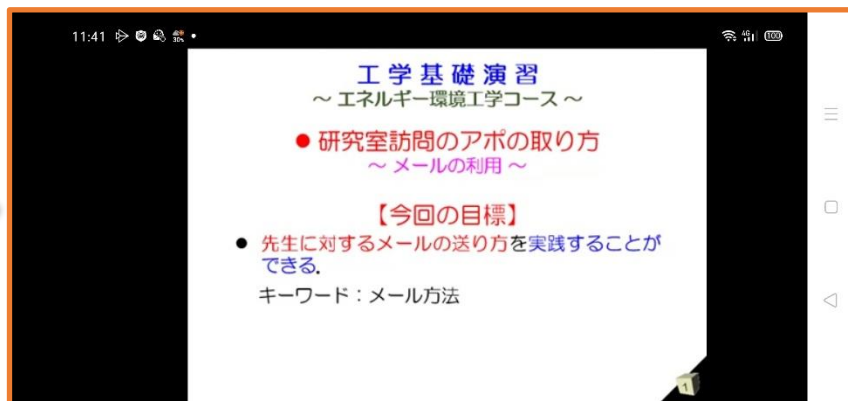 11:41
4G
100
工学基礎演習
～ エネルギー環境工学コース ～
● 研究室訪問のアポの取り方
～ メールの利用 ～
【今回の目標】
● 先生に対するメールの送り方を実践することが
できる．
キーワード：メール方法
1